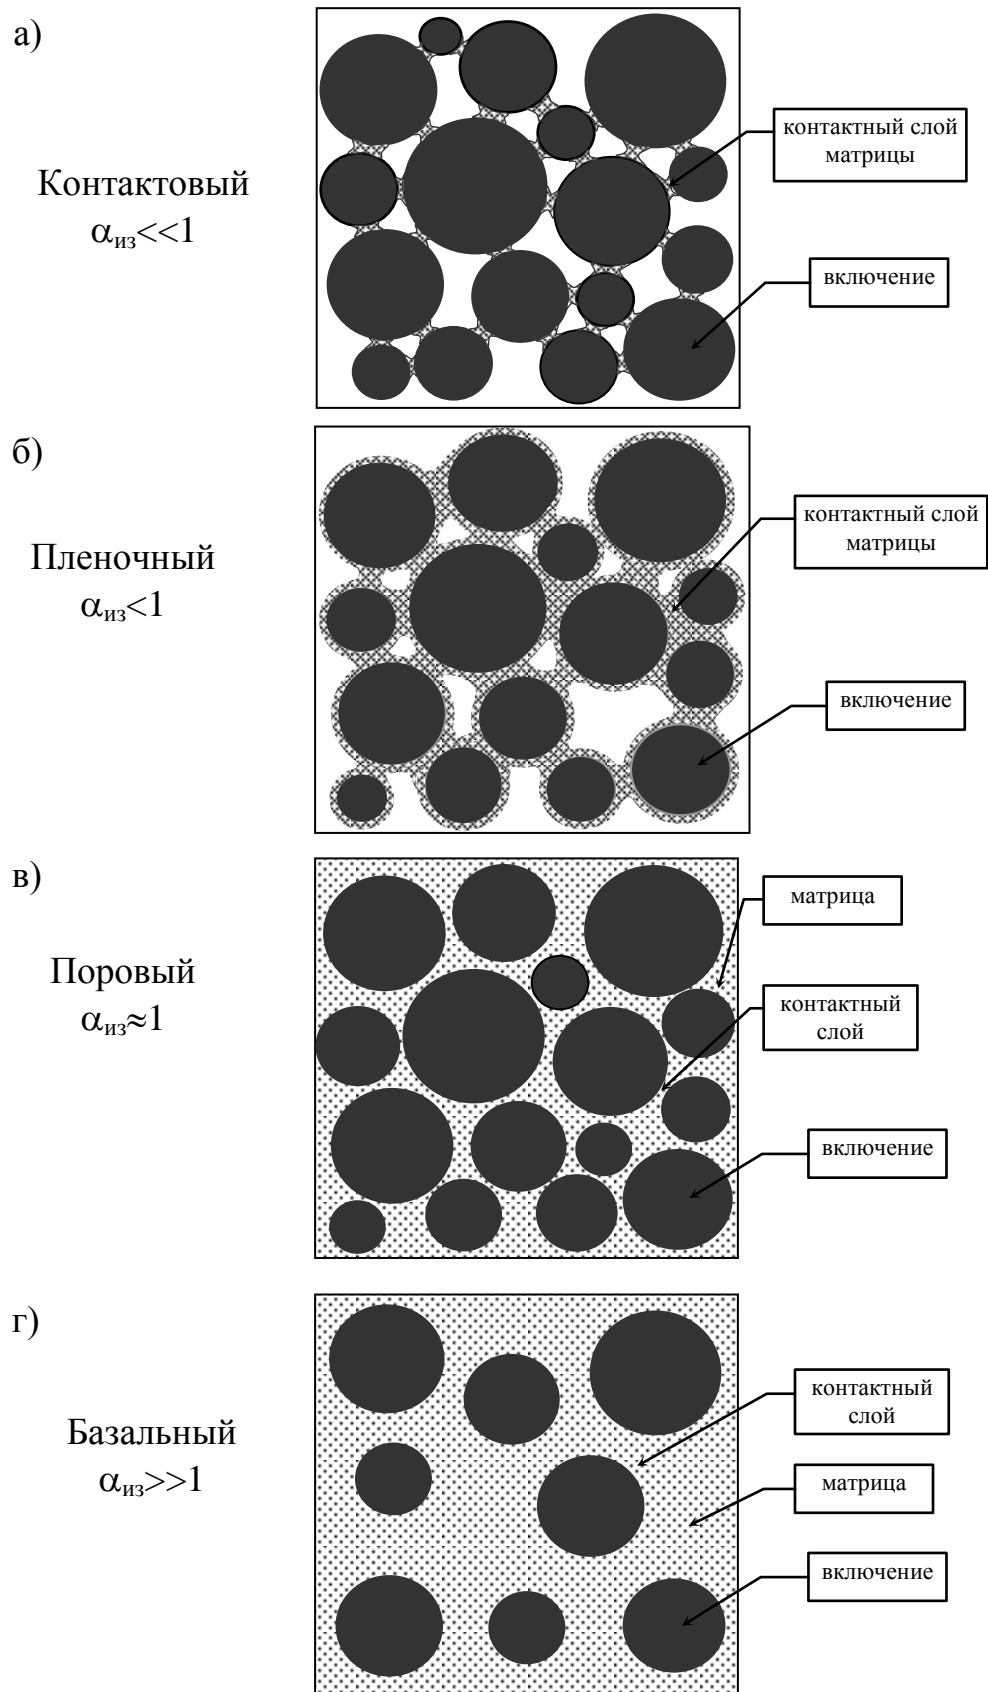 а)
Контактовый
αиз<<1
контактный слой
матрицы
включение
б)
Пленочный
αиз<1
контактный слой
матрицы
включение
в)
Поровый
αиз≈1
матрица
контактный
слой
включение
г)
Базальный
αиз>>1
контактный
слой
матрица
включение